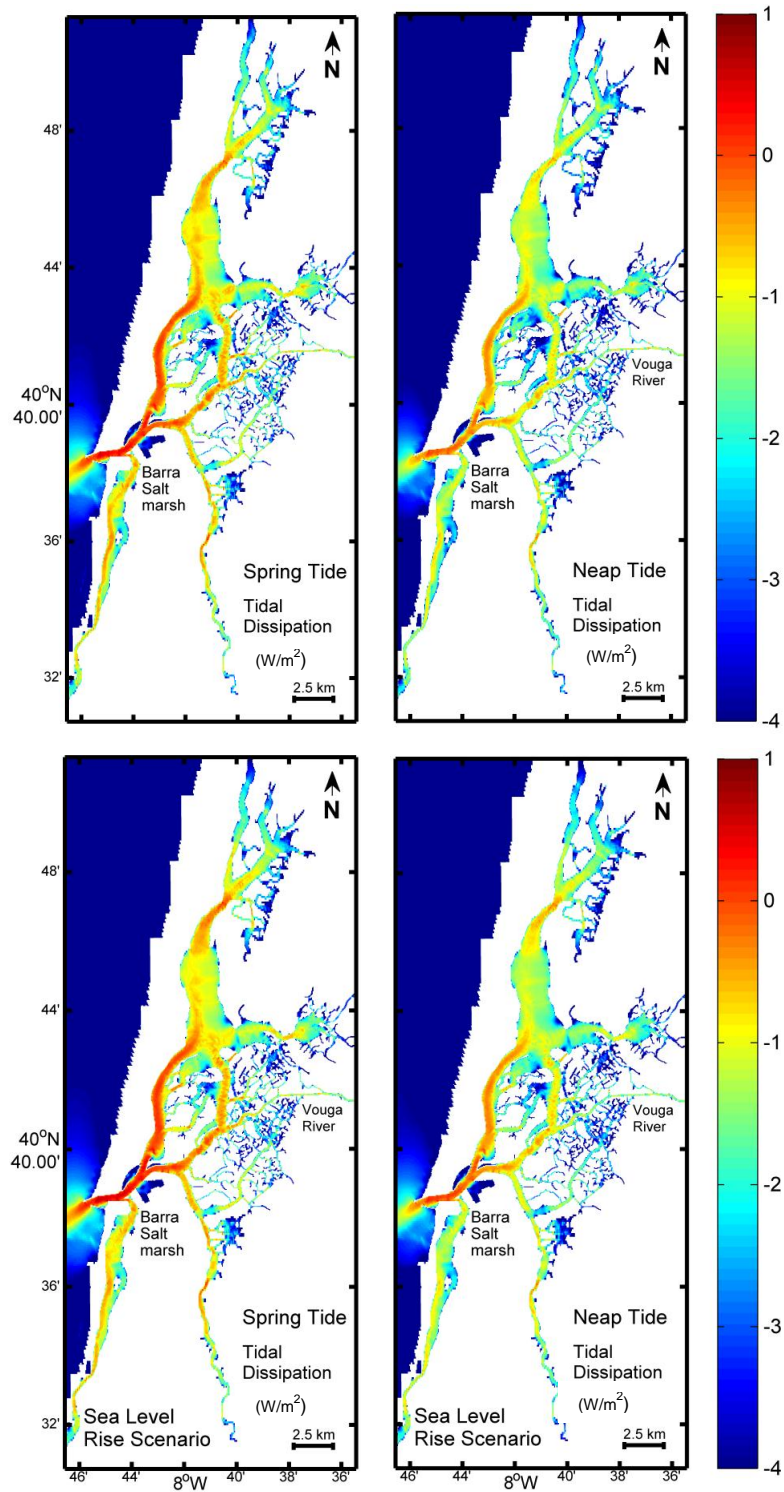 N
48'
44'
40°N
40.00'
36'
32'
Barra
Salt
marsh
Spring Tide
Tidal
Dissipation
(W/m²)
2.5 km
N
Vouga
River
Barra
Salt
marsh
Neap Tide
Tidal
Dissipation
(W/m²)
2.5 km
1
0
-1
-2
-3
-4
N
48'
44'
40°N
40.00'
36'
32'
Vouga
River
Barra
Salt
marsh
Spring Tide
Tidal
Dissipation
(W/m²)
Sea Level
Rise Scenario
2.5 km
46' 44' 8°W 40' 36'
N
Vouga
River
Barra
Salt
marsh
Neap Tide
Tidal
Dissipation
(W/m²)
Sea Level
Rise Scenario
2.5 km
46' 44' 8°W 40' 36'
1
0
-1
-2
-3
-4